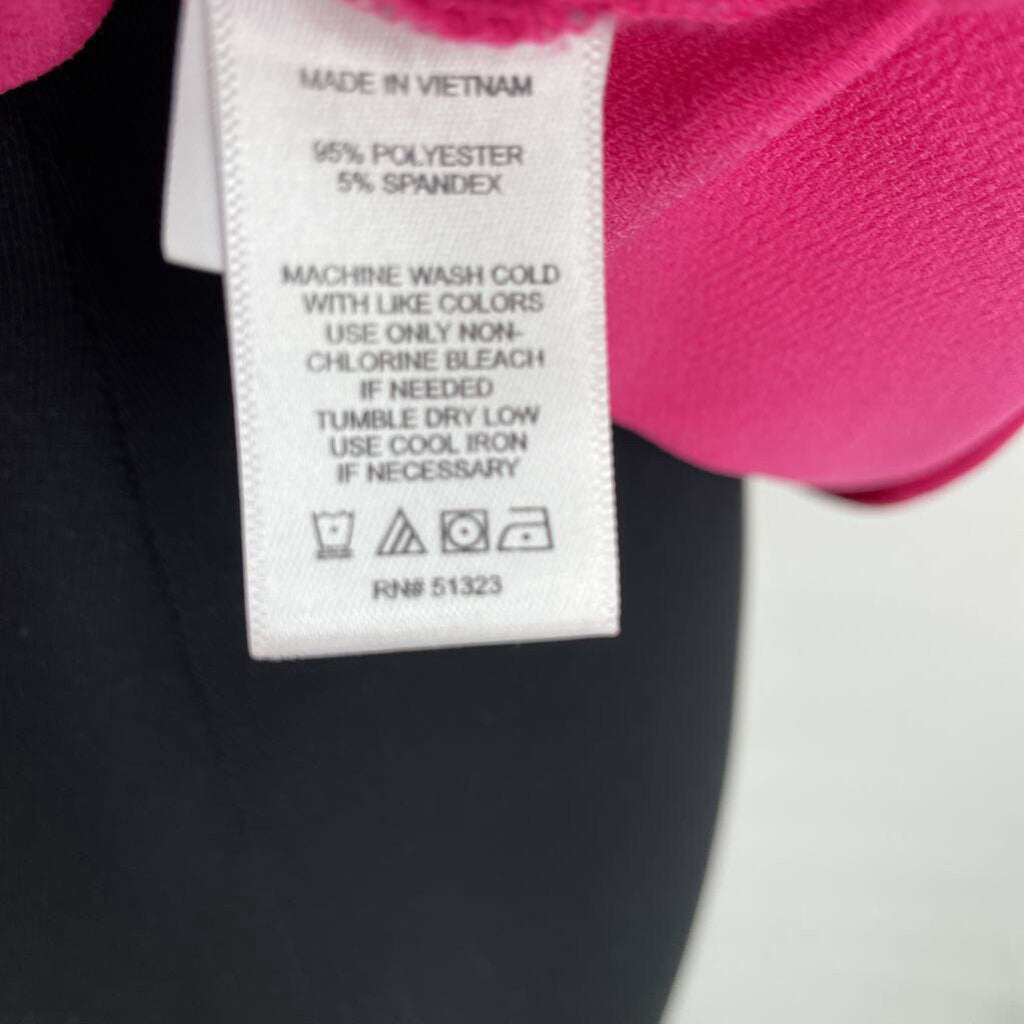 MADE IN VIETNAM
95% POLYESTER
5% SPANDEX
MACHINE WASH COLD
WITH LIKE COLORS
USE ONLY NON-
CHLORINE BLEACH
IF NEEDED
TUMBLE DRY LOW
USE COOL IRON
IF NECESSARY
RN# 51323